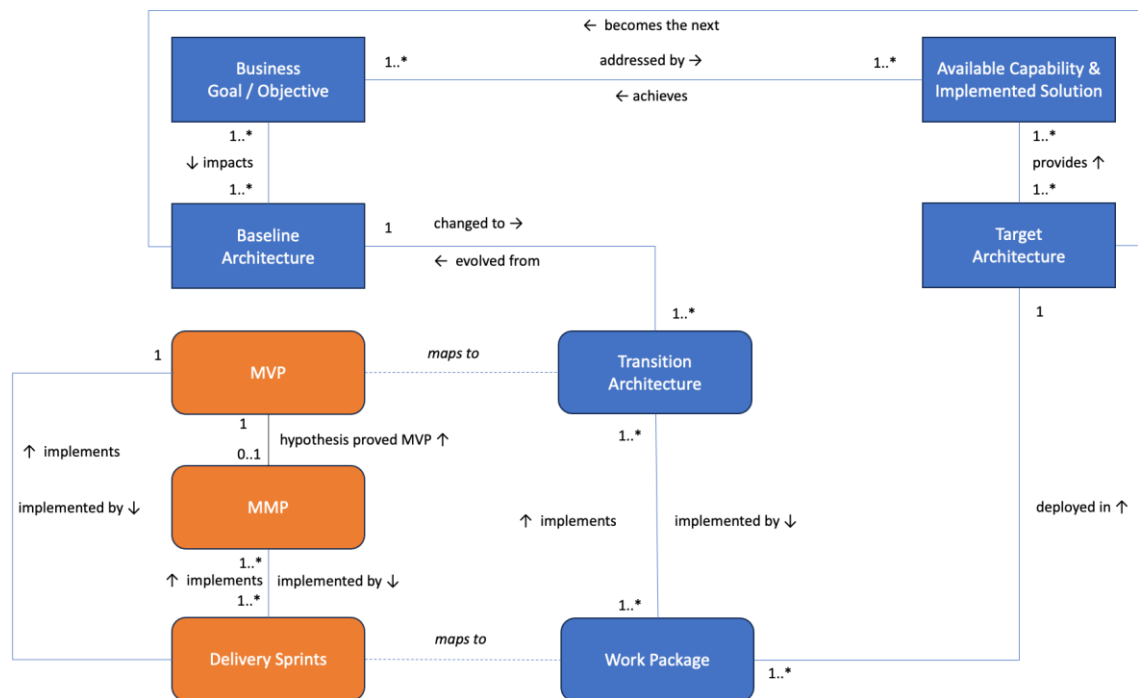 ← becomes the next
Business
Goal / Objective
1..*
addressed by →
1..*
← achieves
Available Capability &
Implemented Solution
1..*
↓ impacts
1..*
1..*
provides ↑
1..*
Baseline
Architecture
1
changed to →
← evolved from
Target
Architecture
1..*
1
1
MVP
maps to
Transition
Architecture
1
hypothesis proved MVP ↑
0..1
1..*
↑ implements
implemented by ↓
MMP
↑ implements
implemented by ↓
deployed in ↑
1..*
↑ implements
implemented by ↓
1..*
1..*
Delivery Sprints
maps to
Work Package
1..*